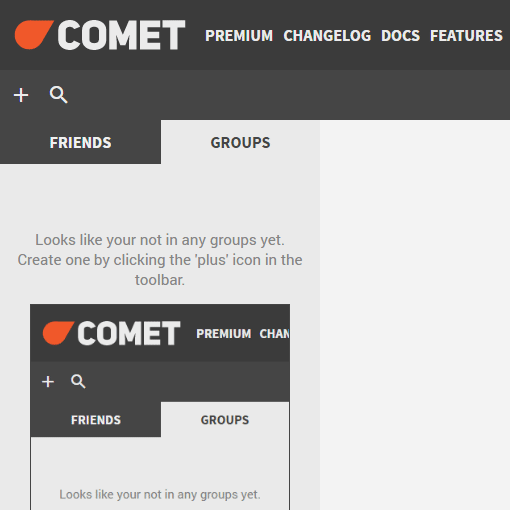 COMET PREMIUM CHANGELOG DOCS FEATURES
FRIENDS GROUPS
Looks like your not in any groups yet.
Create one by clicking the 'plus' icon in the
toolbar.
COMET PREMIUM CHAN
FRIENDS GROUPS
Looks like your not in any groups yet.